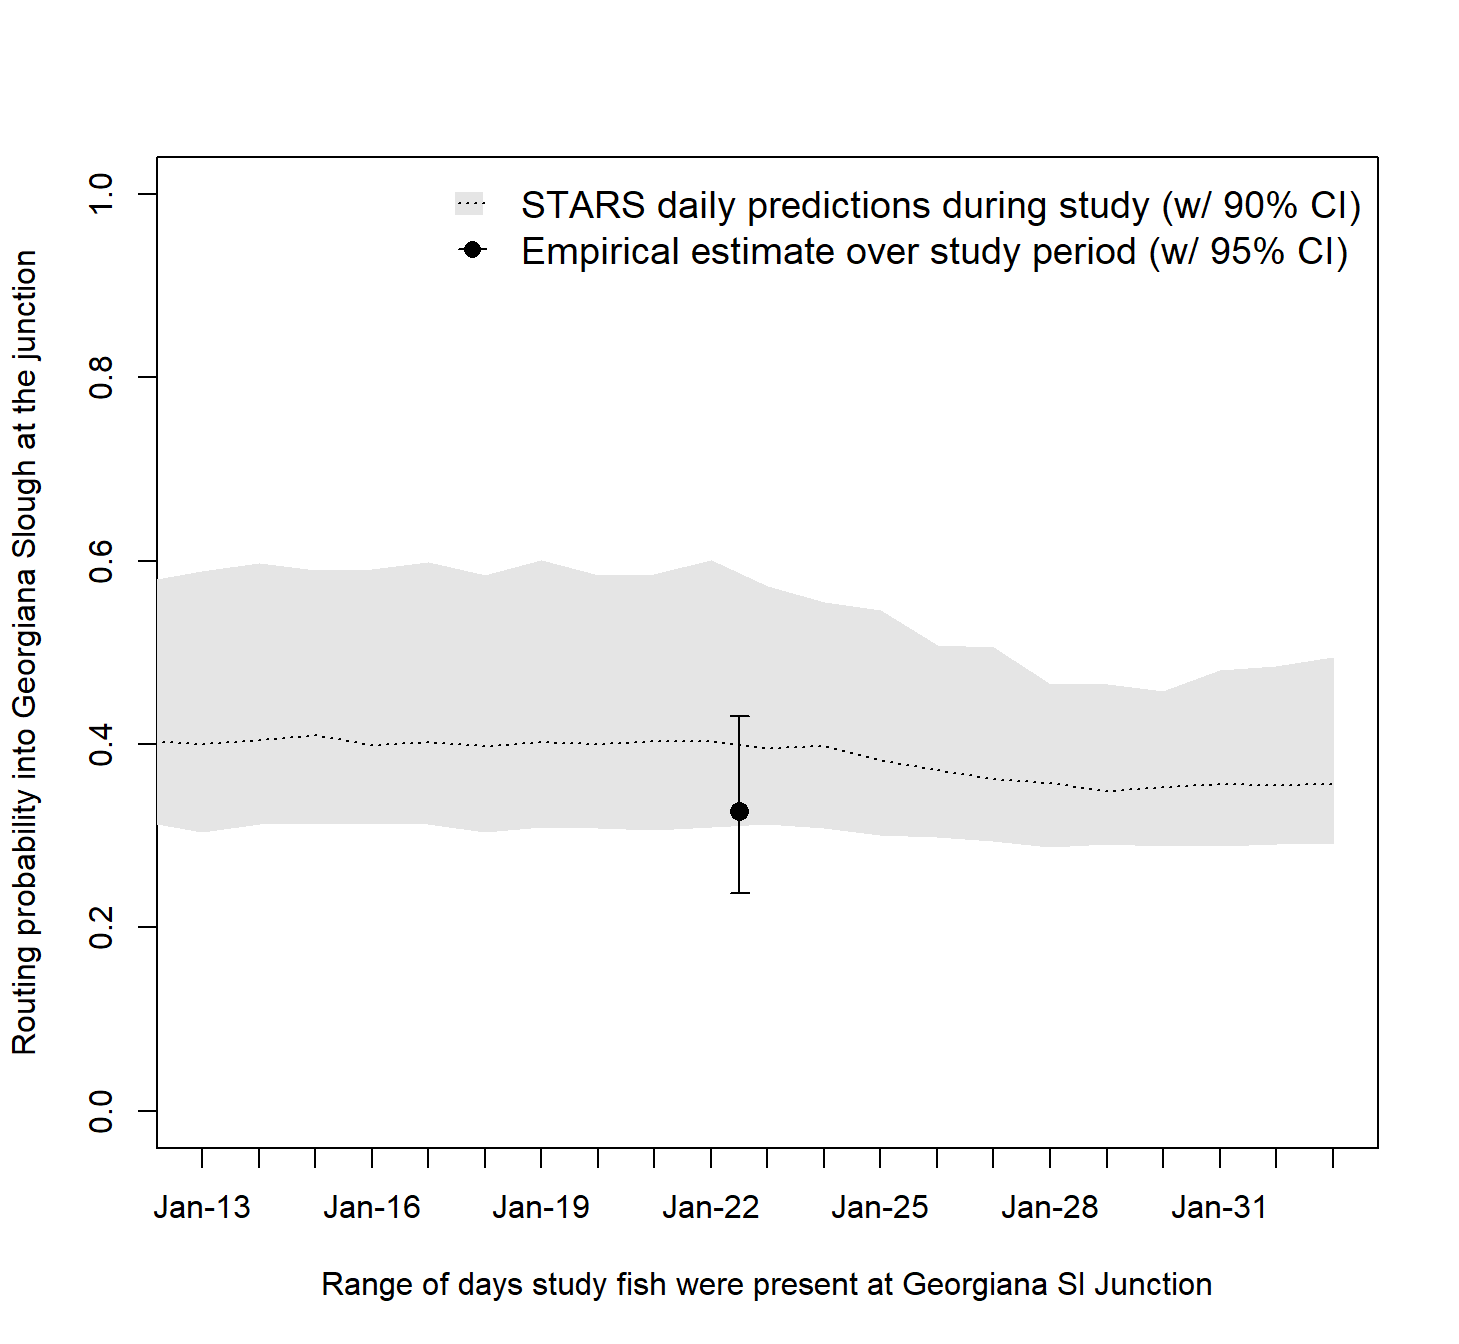 STARS daily predictions during study (w/ 90% CI)
Empirical estimate over study period (w/ 95% CI)
Routing probability into Georgiana Slough at the junction
1.0
0.8
0.6
0.4
0.2
0.0
Jan-13 Jan-16 Jan-19 Jan-22 Jan-25 Jan-28 Jan-31
Range of days study fish were present at Georgiana Sl Junction